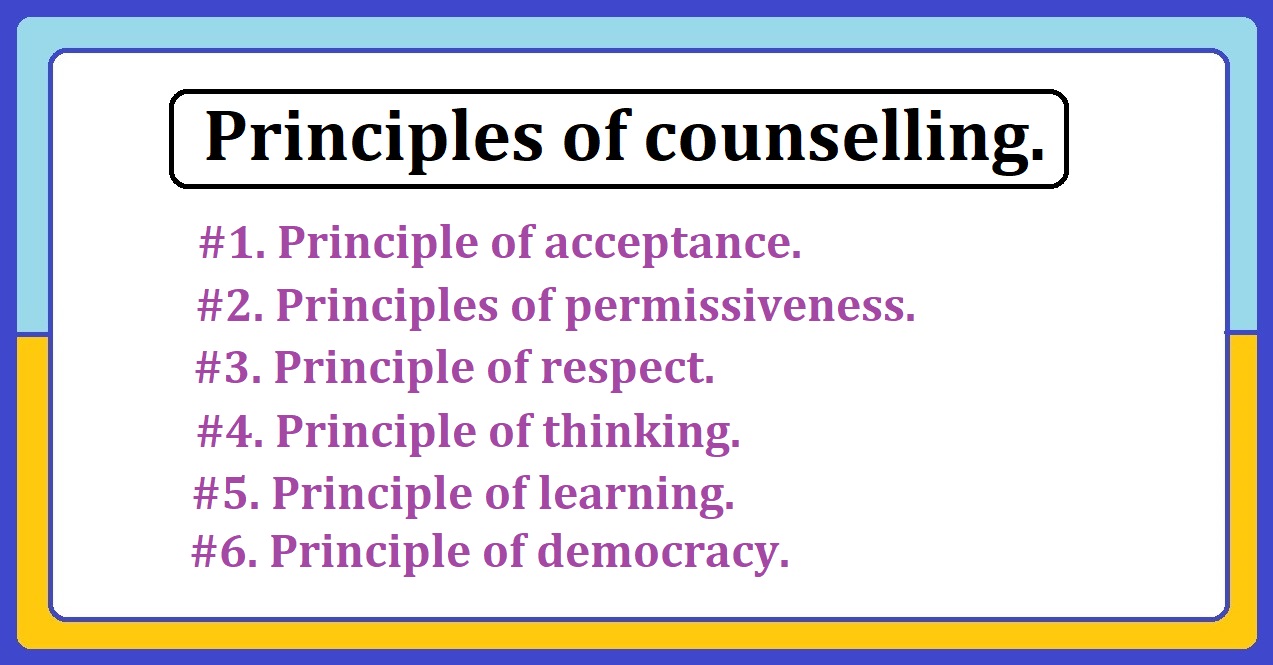 Principles of counselling.
#1. Principle of acceptance.
#2. Principles of permissiveness.
#3. Principle of respect.
#4. Principle of thinking.
#5. Principle of learning.
#6. Principle of democracy.